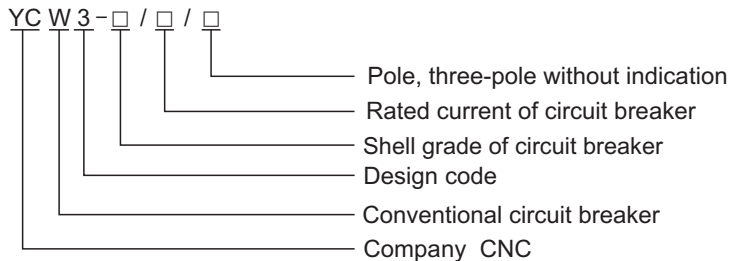 YC W 3-□ / □ / □
Pole, three-pole without indication
Rated current of circuit breaker
Shell grade of circuit breaker
Design code
Conventional circuit breaker
Company CNC